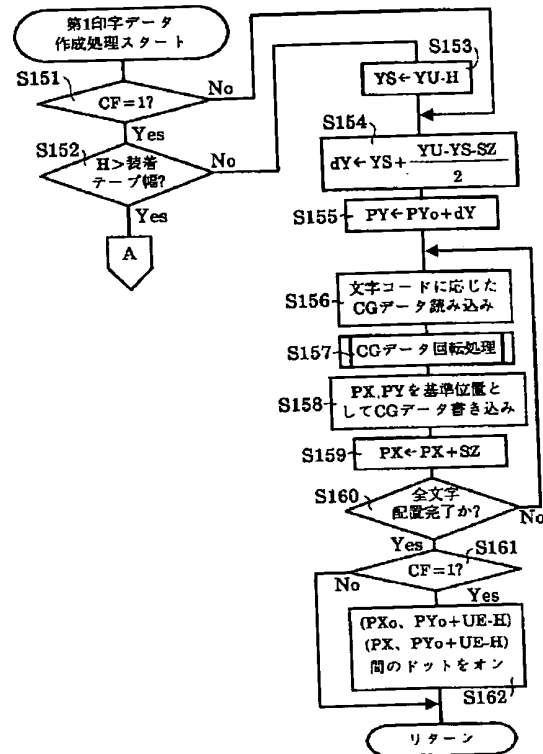 第1印字データ
作成処理スタート
S151
CF=1?
No
Yes
S152
H>装着
テープ幅?
No
Yes
A
S153
YS←YU-H
S154
dY←YS+
YU-YS-SZ
2
S155
PY←PYo+dY
S156
文字コードに応じた
CGデータ読み込み
S157
CGデータ回転処理
S158
PX,PYを基準位置と
してCGデータ書き込み
S159
PX←PX+SZ
S160
全文字
配置完了か?
No
Yes
S161
CF=1?
No
Yes
(PXo、PYo+UE-H)
(PX、PYo+UE-H)
間のドットをオン
S162
リターン